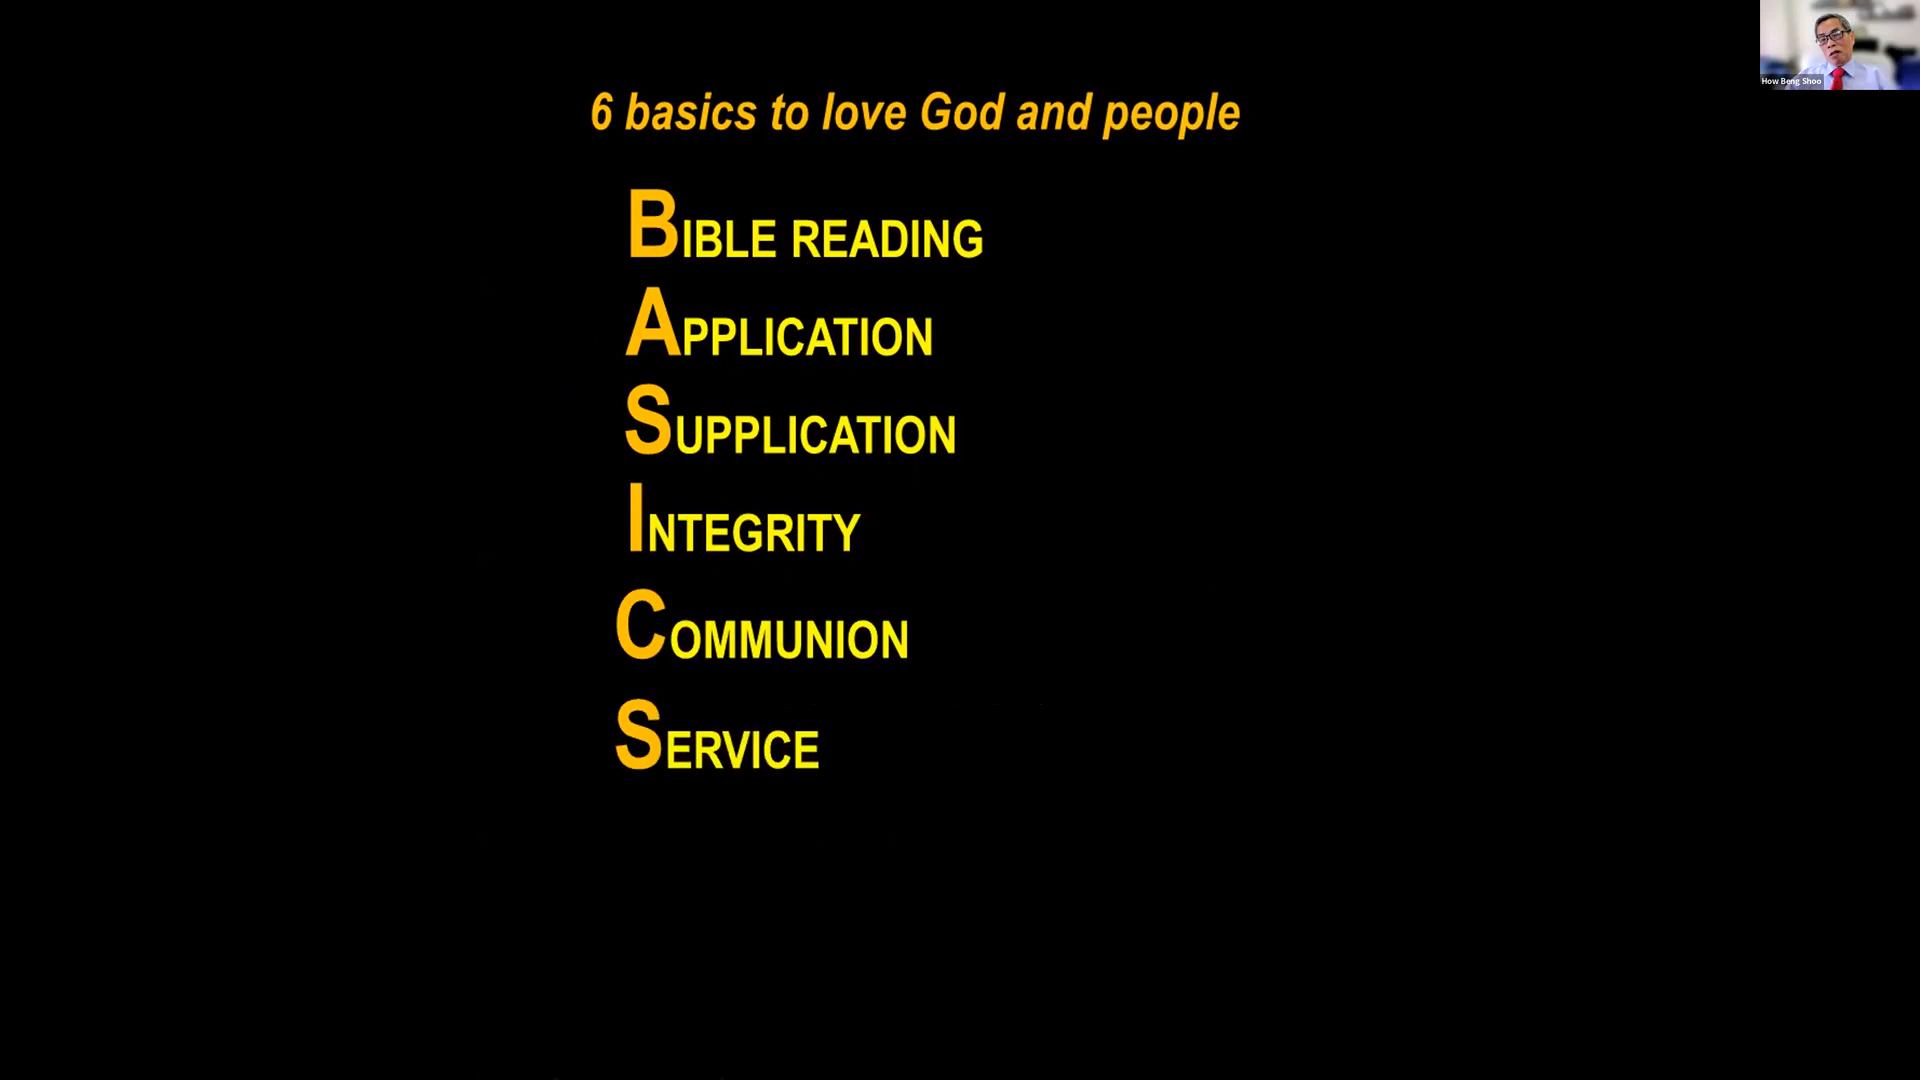 How Beng Shoo
6 basics to love God and people
BIBLE READING
APPLICATION
SUPPLICATION
INTEGRITY
COMMUNION
SERVICE